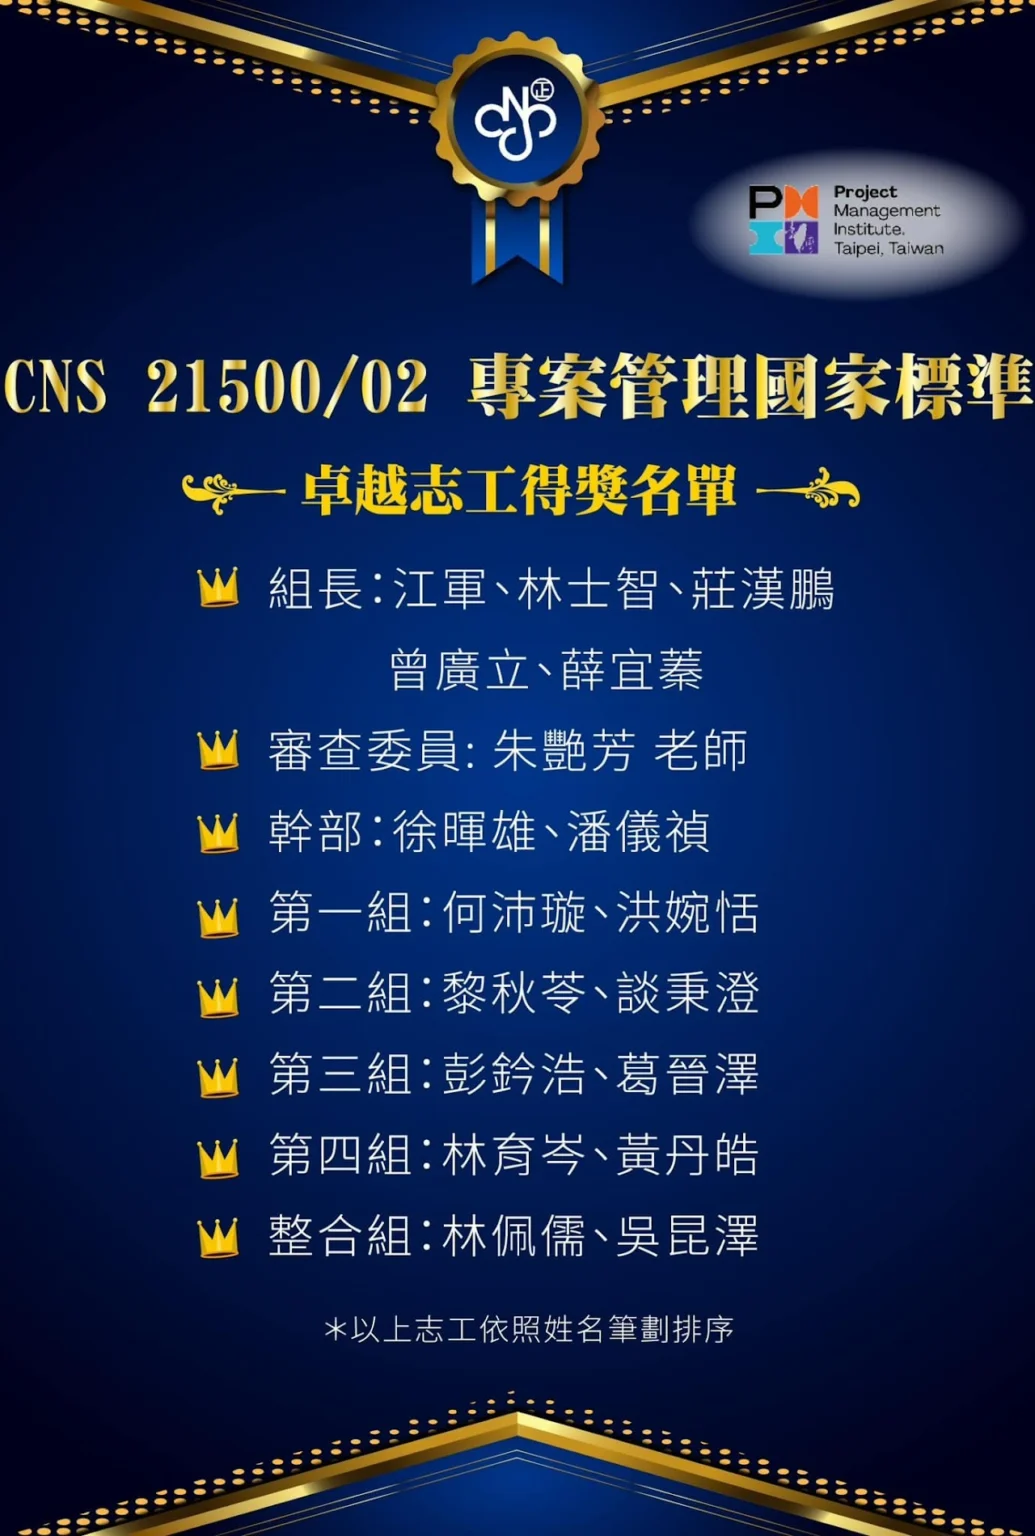 CNS 正
Project
Management
Institute.
Taipei, Taiwan
CNS 21500/02 專案管理國家標準
卓越志工得獎名單
組長：江軍、林士智、莊漢鵬
曾廣立、薛宜蓁
審查委員: 朱艷芳 老師
幹部：徐暉雄、潘儀禎
第一組：何沛璇、洪婉恬
第二組：黎秋苓、談秉澄
第三組：彭鈐浩、葛晉澤
第四組：林育岑、黃丹皓
整合組：林佩儒、吳昆澤
＊以上志工依照姓名筆劃排序